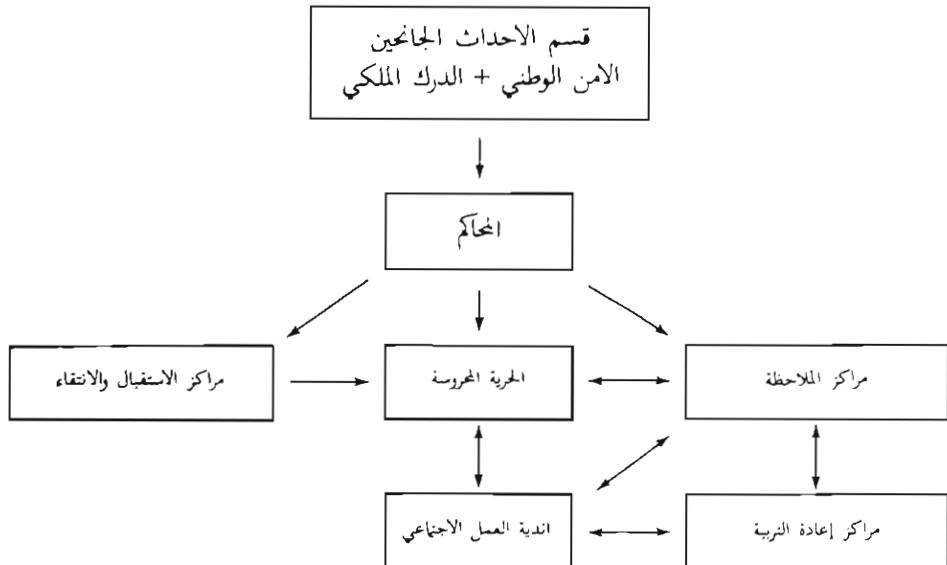 قسم الاحداث الجانحين
الامن الوطني + الدرك الملكي
المحاكم
مراكز الملاحظة
الحرية المحروسة
مراكز الاستقبال والانتقاء
مراكز إعادة التربية
اندية العمل الاجتماعي